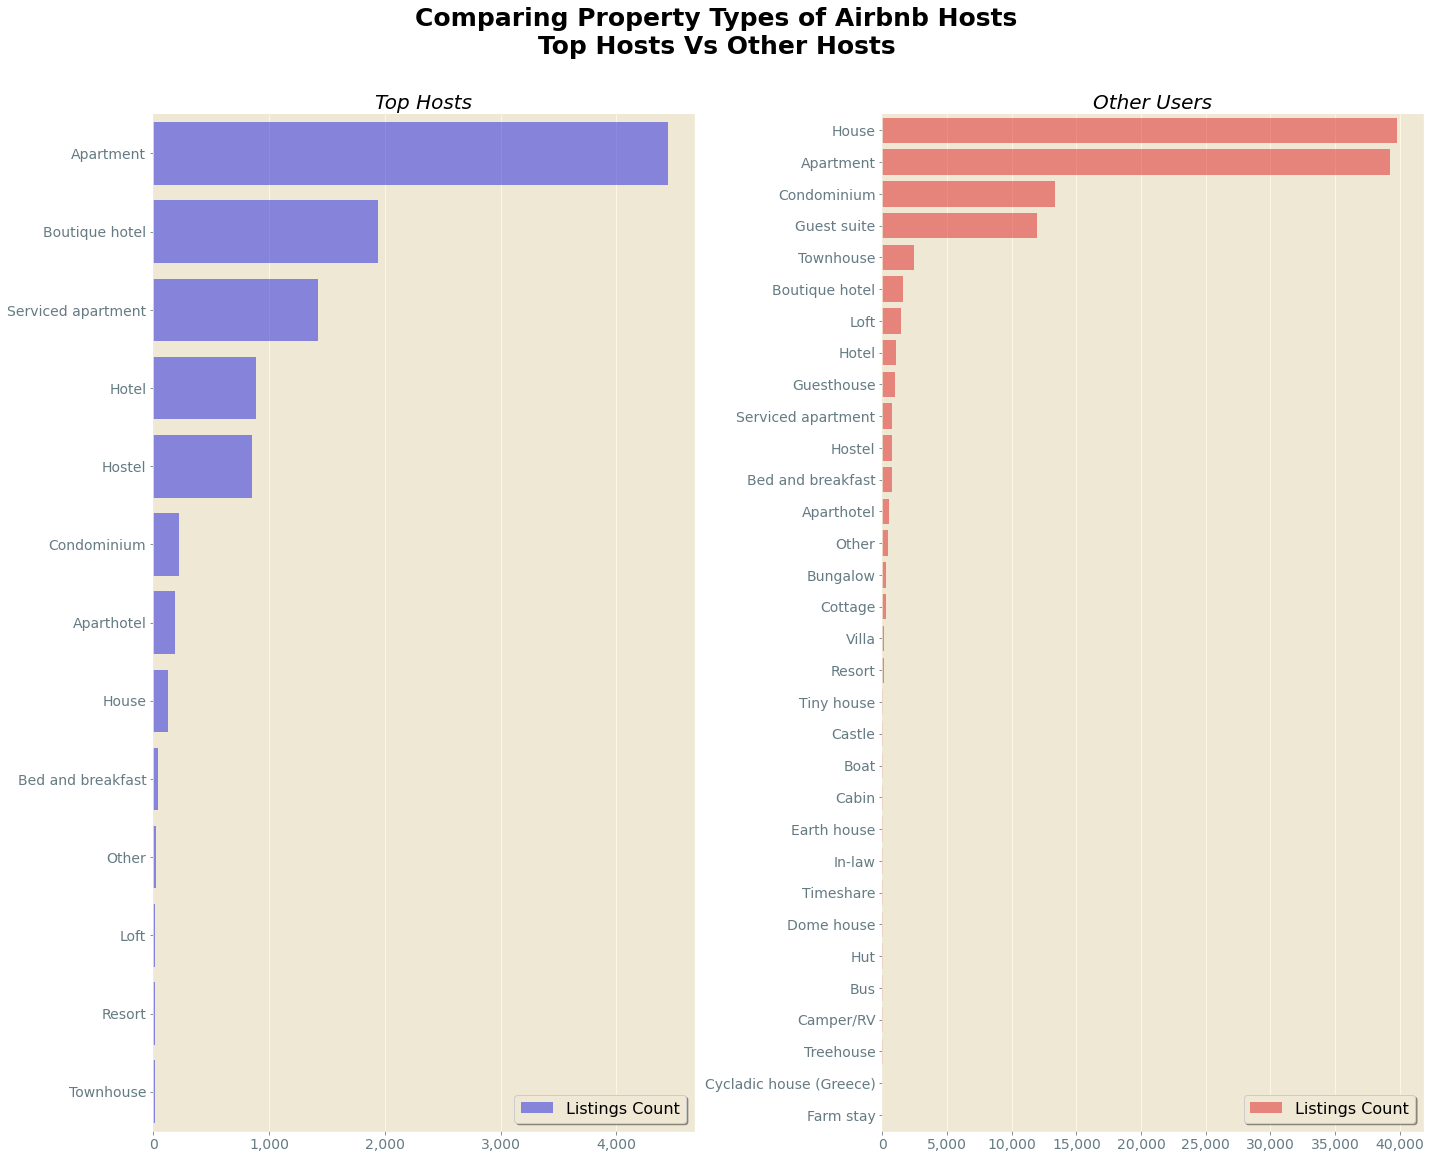 Comparing Property Types of Airbnb Hosts
Top Hosts Vs Other Hosts
Top Hosts
Apartment
Boutique hotel
Serviced apartment
Hotel
Hostel
Condominium
Aparthotel
House
Bed and breakfast
Other
Loft
Resort
Townhouse
Listings Count
0 1,000 2,000 3,000 4,000
Other Users
House
Apartment
Condominium
Guest suite
Townhouse
Boutique hotel
Loft
Hotel
Guesthouse
Serviced apartment
Hostel
Bed and breakfast
Aparthotel
Other
Bungalow
Cottage
Villa
Resort
Tiny house
Castle
Boat
Cabin
Earth house
In-law
Timeshare
Dome house
Hut
Bus
Camper/RV
Treehouse
Cycladic house (Greece)
Farm stay
Listings Count
0 5,000 10,000 15,000 20,000 25,000 30,000 35,000 40,000